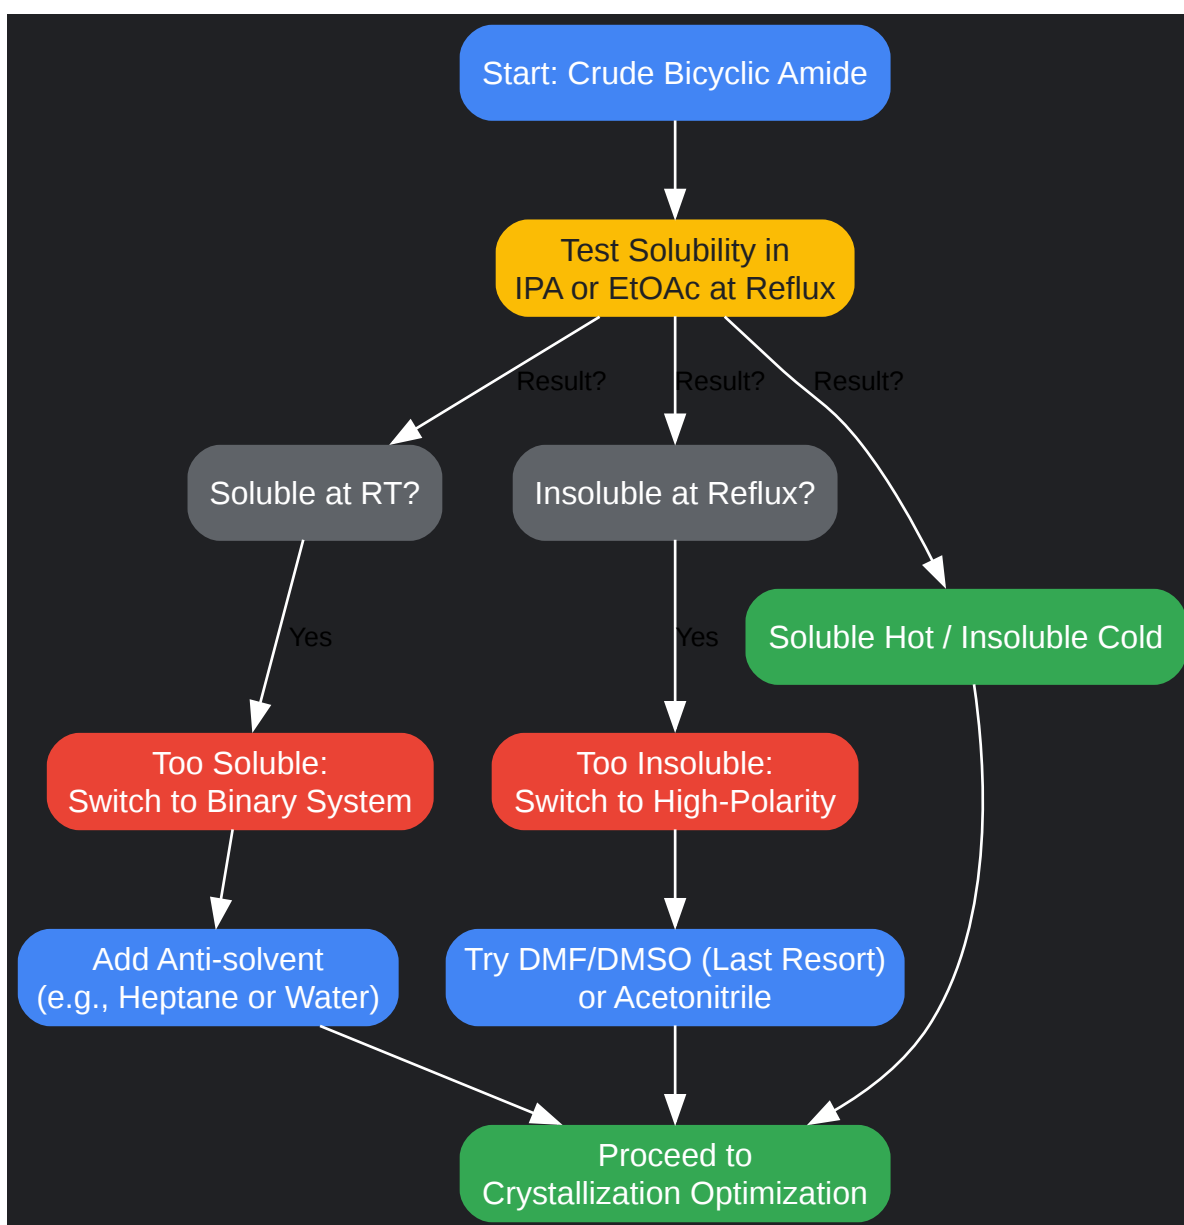 Start: Crude Bicyclic Amide
Test Solubility in
IPA or EtOAc at Reflux
Result?
Result?
Result?
Soluble at RT?
Insoluble at Reflux?
Yes
Yes
Soluble Hot / Insoluble Cold
Too Soluble:
Switch to Binary System
Too Insoluble:
Switch to High-Polarity
Add Anti-solvent
(e.g., Heptane or Water)
Try DMF/DMSO (Last Resort)
or Acetonitrile
Proceed to
Crystallization Optimization